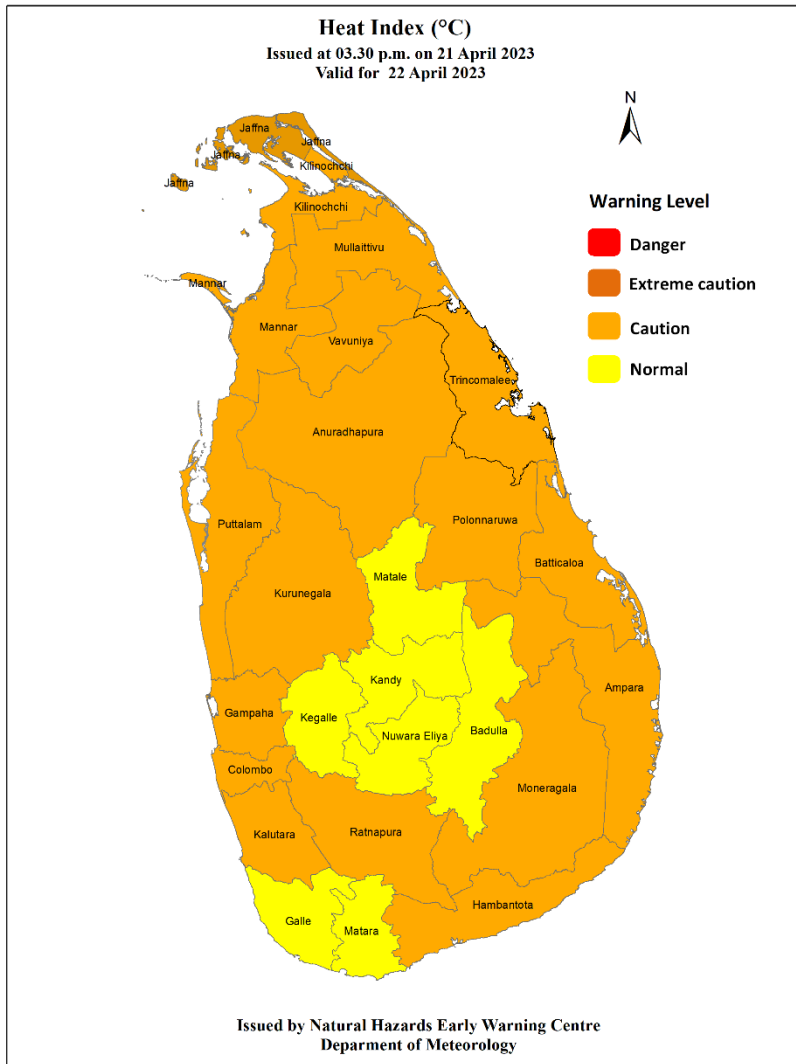 Heat Index (°C)
Issued at 03.30 p.m. on 21 April 2023
Valid for 22 April 2023
N
Jaffna
Jaffna
Jaffna
Kilinochchi
Jaffna
Kilinochchi
Mullaittivu
Mannar
Mannar
Vavuniya
Trincomalee
Anuradhapura
Puttalam
Polonnaruwa
Batticaloa
Matale
Kurunegala
Kandy
Ampara
Gampaha
Kegalle
Nuwara Eliya
Badulla
Colombo
Moneragala
Kalutara
Ratnapura
Hambantota
Galle
Matara
Warning Level
Danger
Extreme caution
Caution
Normal
Issued by Natural Hazards Early Warning Centre
Deparment of Meteorology